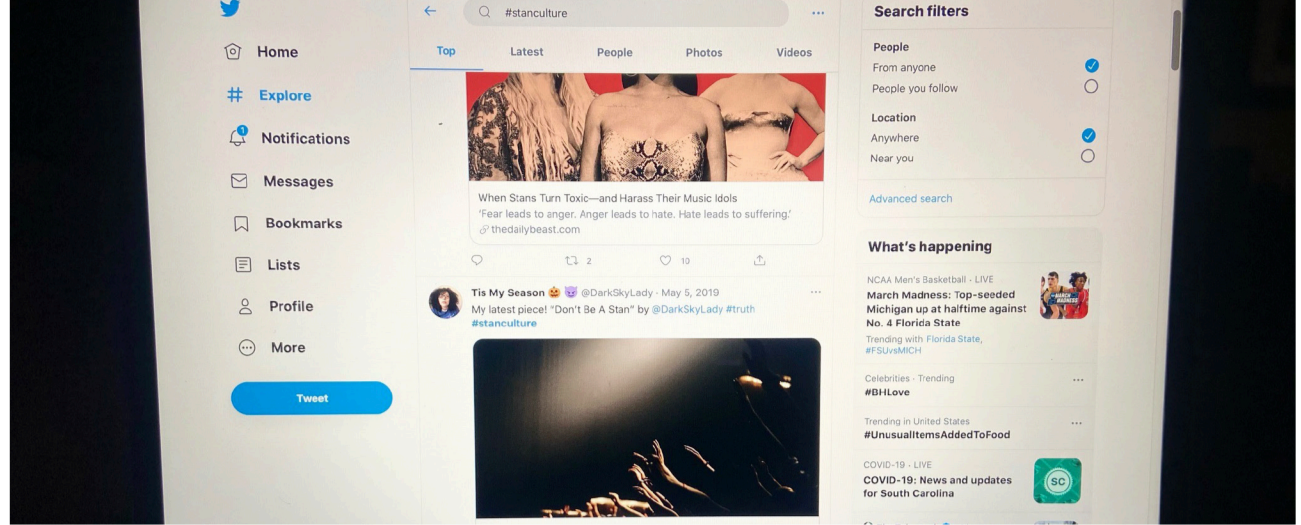 #stanculture
Home
Explore
1
Notifications
Messages
Bookmarks
Lists
Profile
More
Tweet
Top
Latest
People
Photos
Videos
When Stans Turn Toxic—and Harass Their Music Idols
'Fear leads to anger. Anger leads to hate. Hate leads to suffering.'
thedailybeast.com
2
10
Tis My Season 🎃 😈 @DarkSkyLady · May 5, 2019
My latest piece! “Don't Be A Stan” by @DarkSkyLady #truth
#stanculture
Search filters
People
From anyone
People you follow
Location
Anywhere
Near you
Advanced search
What's happening
NCAA Men's Basketball · LIVE
March Madness: Top-seeded
Michigan up at halftime against
No. 4 Florida State
Trending with Florida State,
#FSUvsMICH
MARCH
MADNESS
Celebrities · Trending
#BHLove
Trending in United States
#UnusualItemsAddedToFood
COVID-19 · LIVE
COVID-19: News and updates
for South Carolina
SC